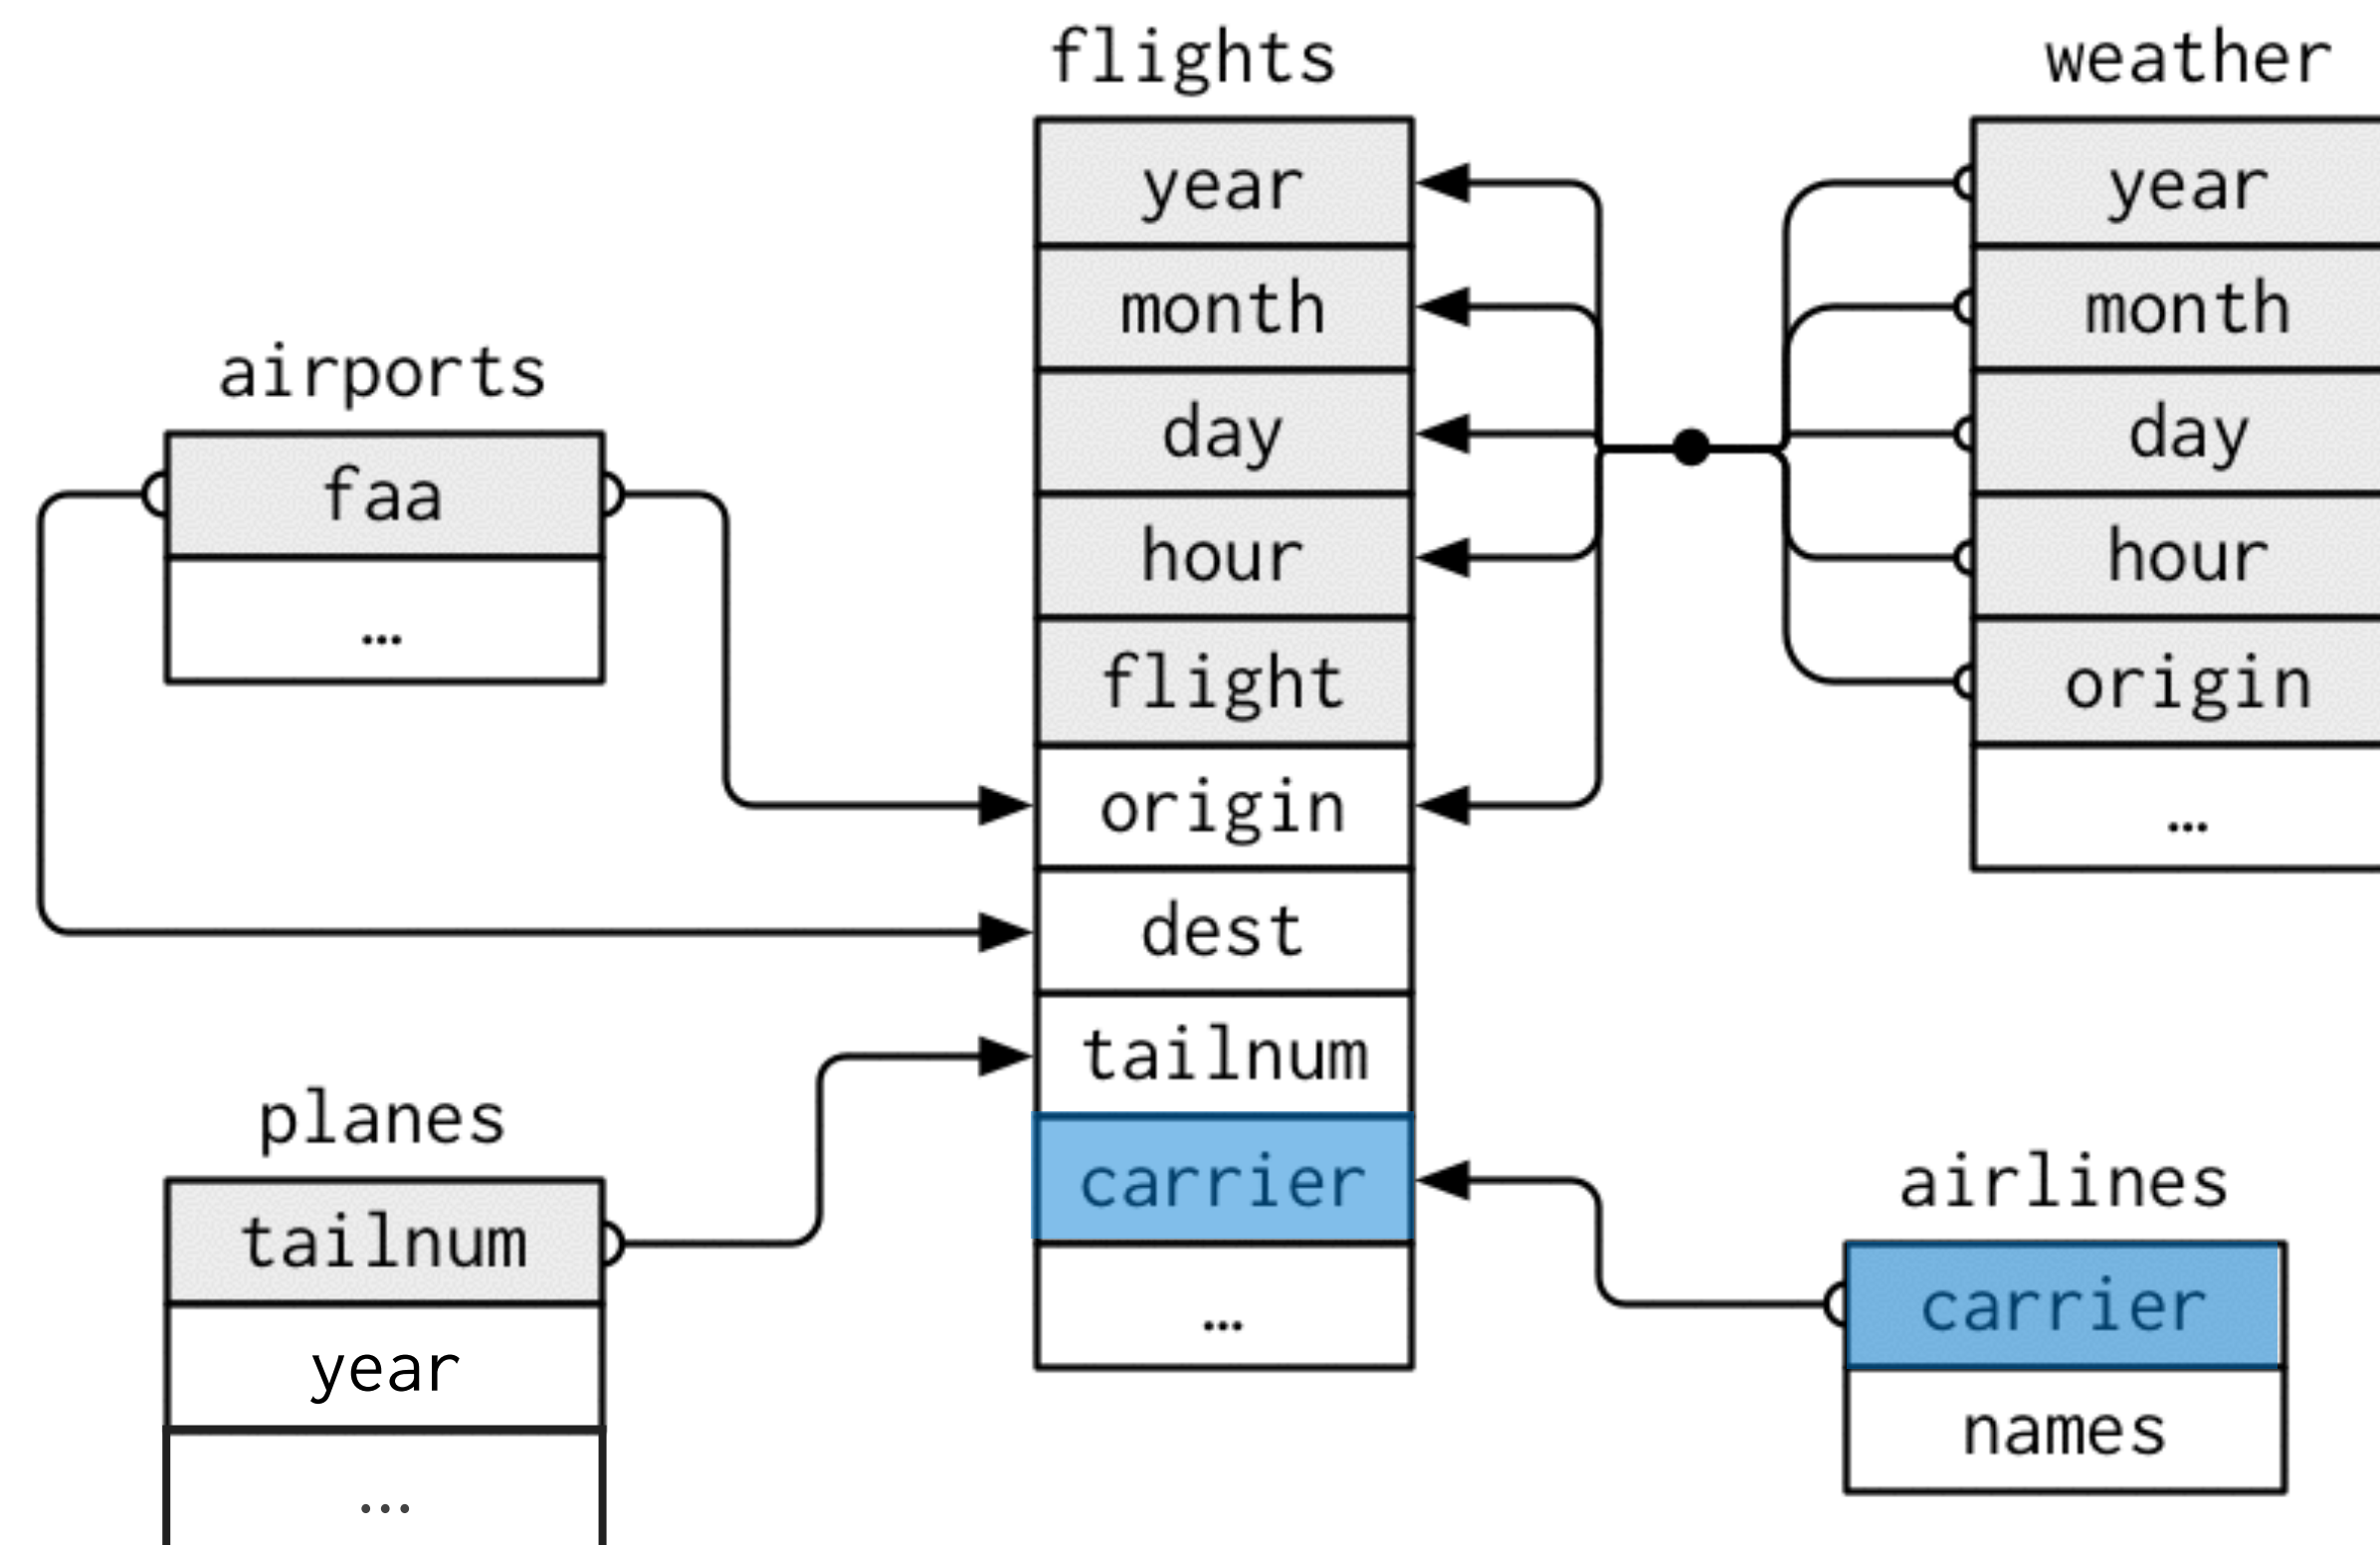 flights
year
month
day
hour
flight
origin
dest
tailnum
carrier
...
weather
year
month
day
hour
origin
...
airports
faa
...
planes
tailnum
year
...
airlines
carrier
names